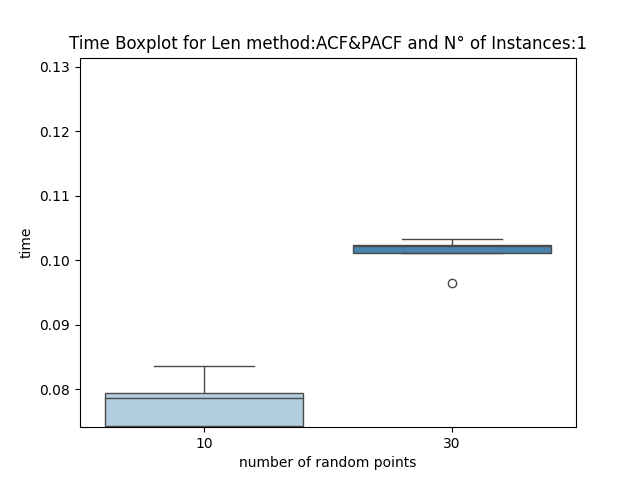 Time Boxplot for Len method:ACF&PACF and N° of Instances:1
0.13
0.12
0.11
0.10
0.09
0.08
time
10 30
number of random points